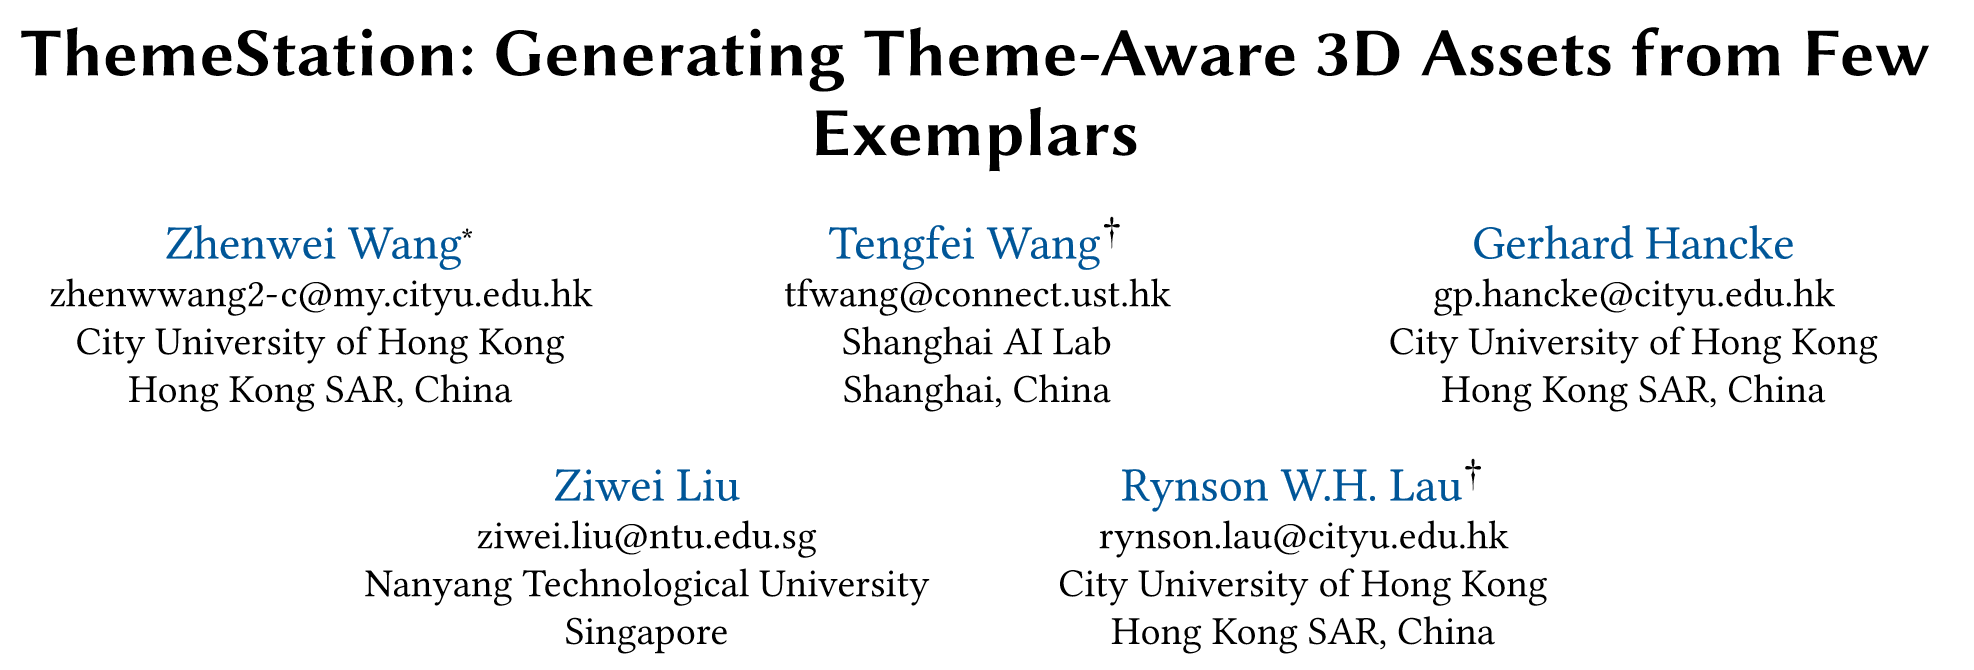 ThemeStation: Generating Theme-Aware 3D Assets from Few
Exemplars
Zhenwei Wang*
zhenwwang2-c@my.cityu.edu.hk
City University of Hong Kong
Hong Kong SAR, China
Tengfei Wang†
tfwang@connect.ust.hk
Shanghai AI Lab
Shanghai, China
Gerhard Hancke
gp.hancke@cityu.edu.hk
City University of Hong Kong
Hong Kong SAR, China
Ziwei Liu
ziwei.liu@ntu.edu.sg
Nanyang Technological University
Singapore
Rynson W.H. Lau†
rynson.lau@cityu.edu.hk
City University of Hong Kong
Hong Kong SAR, China